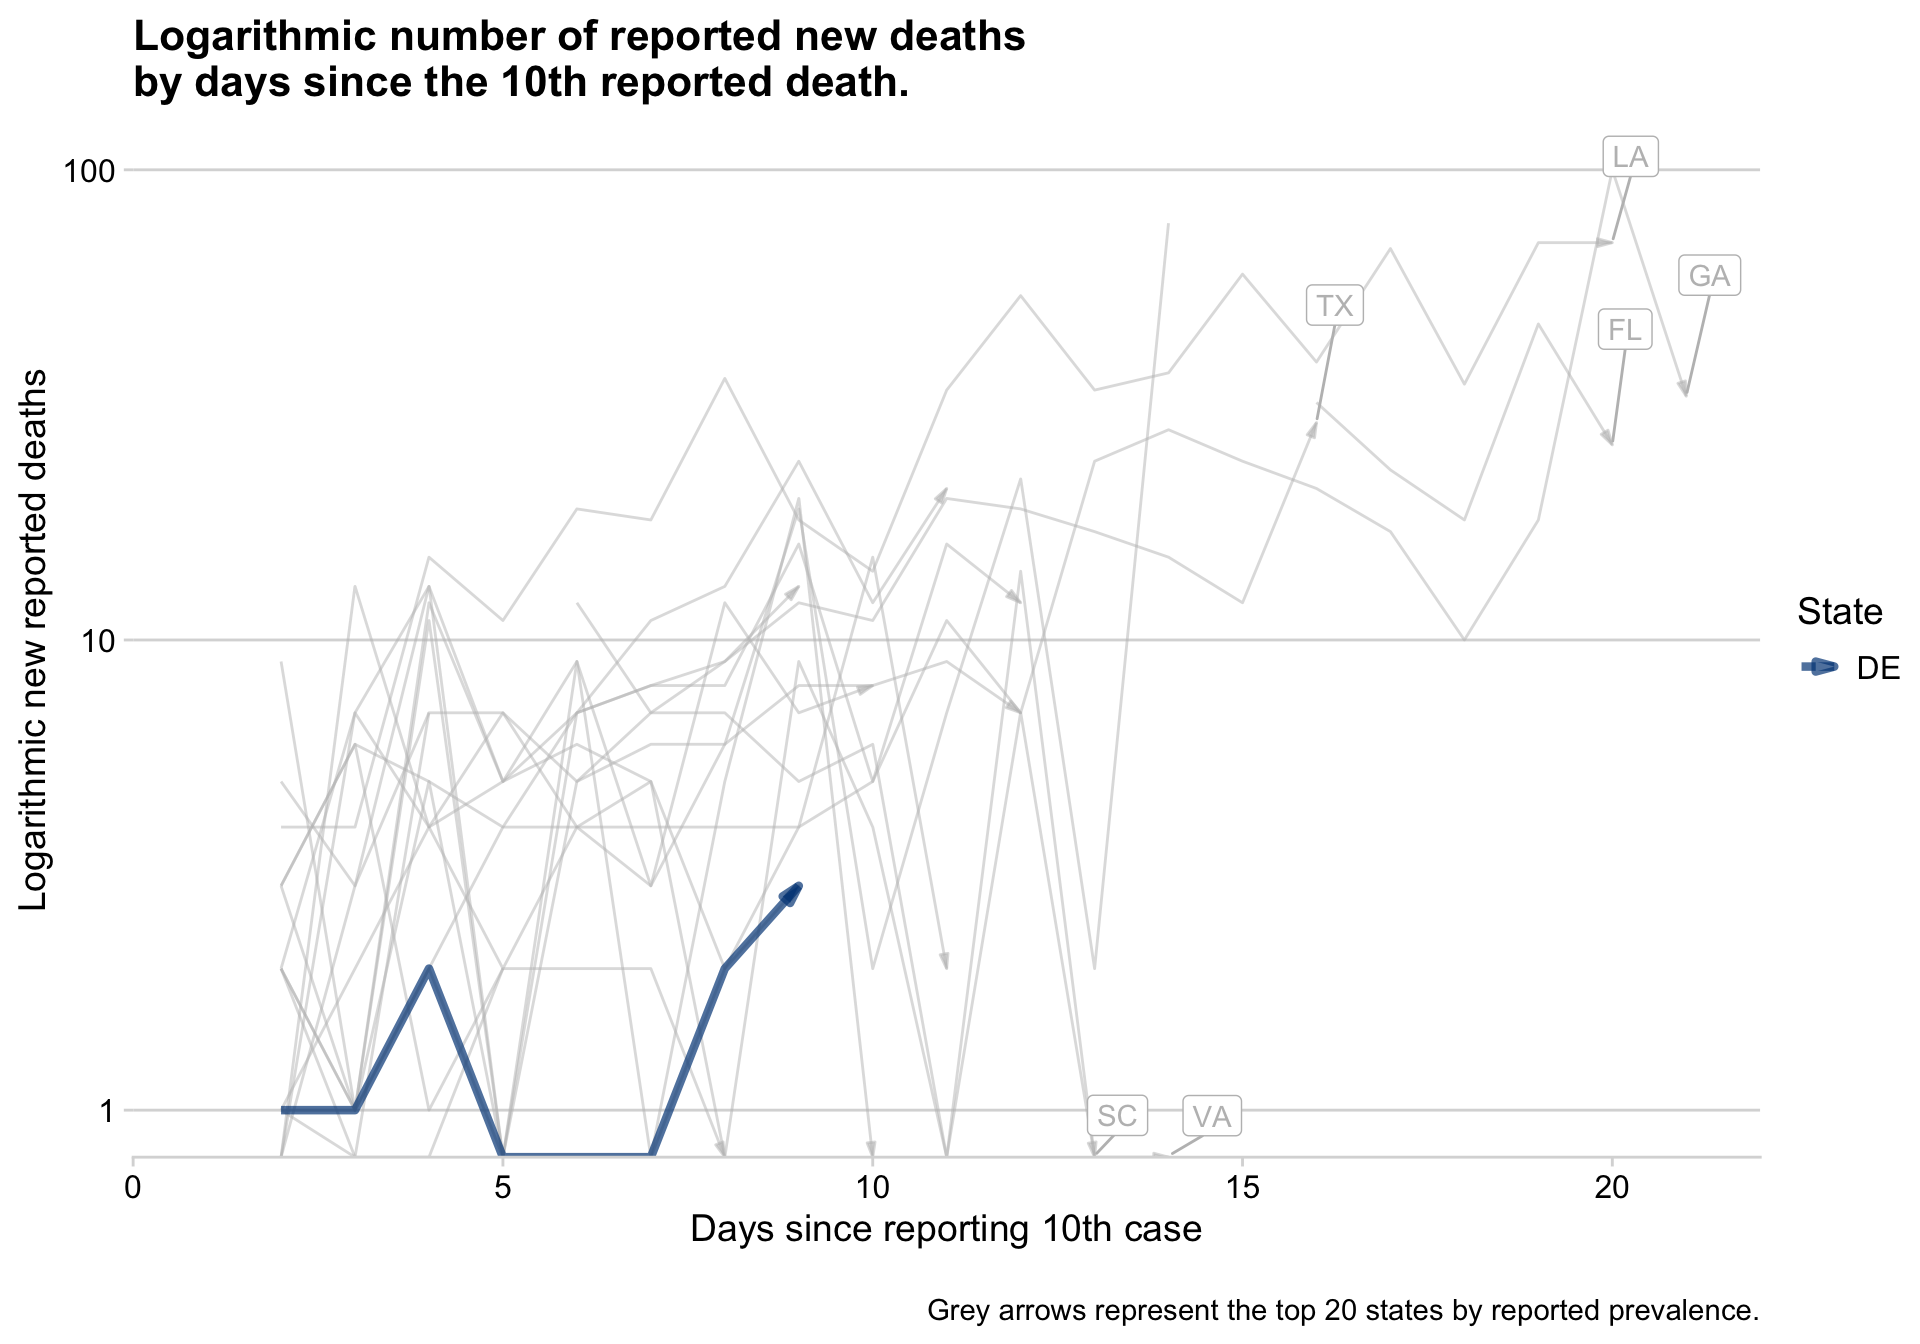 Logarithmic number of reported new deaths
by days since the 10th reported death.
Logarithmic new reported deaths
100
10
1
LA
GA
TX
FL
SC
VA
State
DE
0
5
10
15
20
Days since reporting 10th case
Grey arrows represent the top 20 states by reported prevalence.